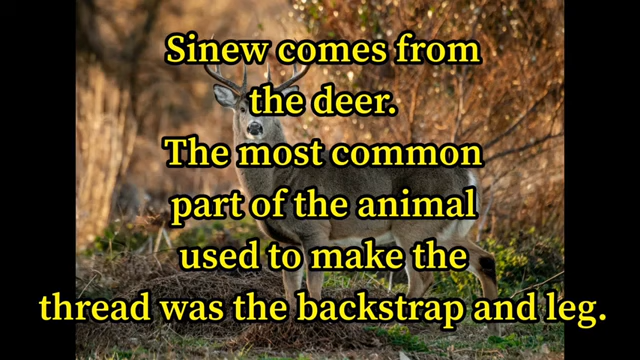 Sinew comes from
the deer.
The most common
part of the animal
used to make the
thread was the backstrap and leg.